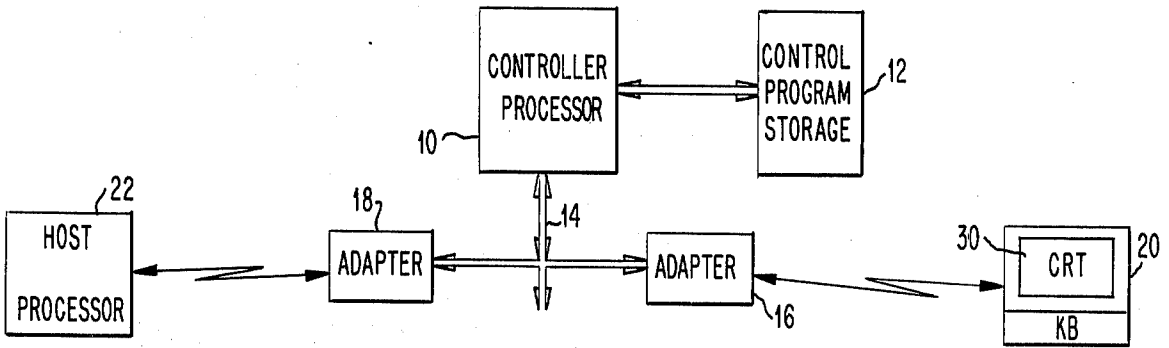 CONTROLLER
PROCESSOR
10
CONTROL
PROGRAM
STORAGE
12
22
HOST
PROCESSOR
18
ADAPTER
14
ADAPTER
16
30
CRT
20
KB